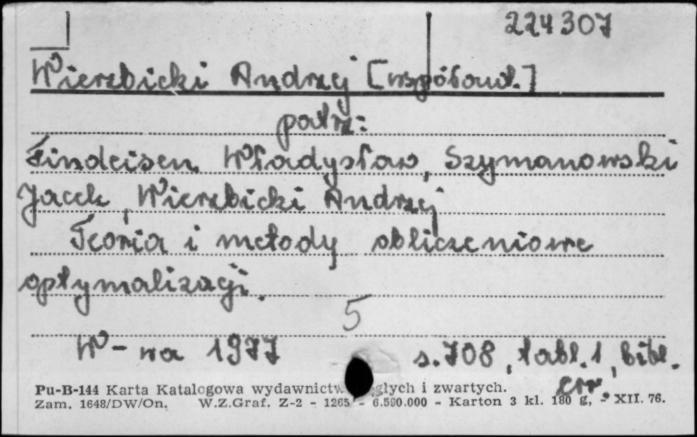 224307
Wierzbicki Andrzej [współaut.]
patrz:
Findeisen Władysław, Szymanowski
Jacek, Wierzbicki Andrzej
Teoria i metody obliczeniowe
optymalizacji.
5
W-wa 1977 s. 708, tabl. 1, bibl.
err.
Pu-B-144 Karta Katalogowa wydawnictw ciągłych i zwartych.
Zam. 1648/DW/On. W.Z.Graf. Z-2 - 1265 - 6.500.000 - Karton 3 kl. 180 g, - XII. 76.